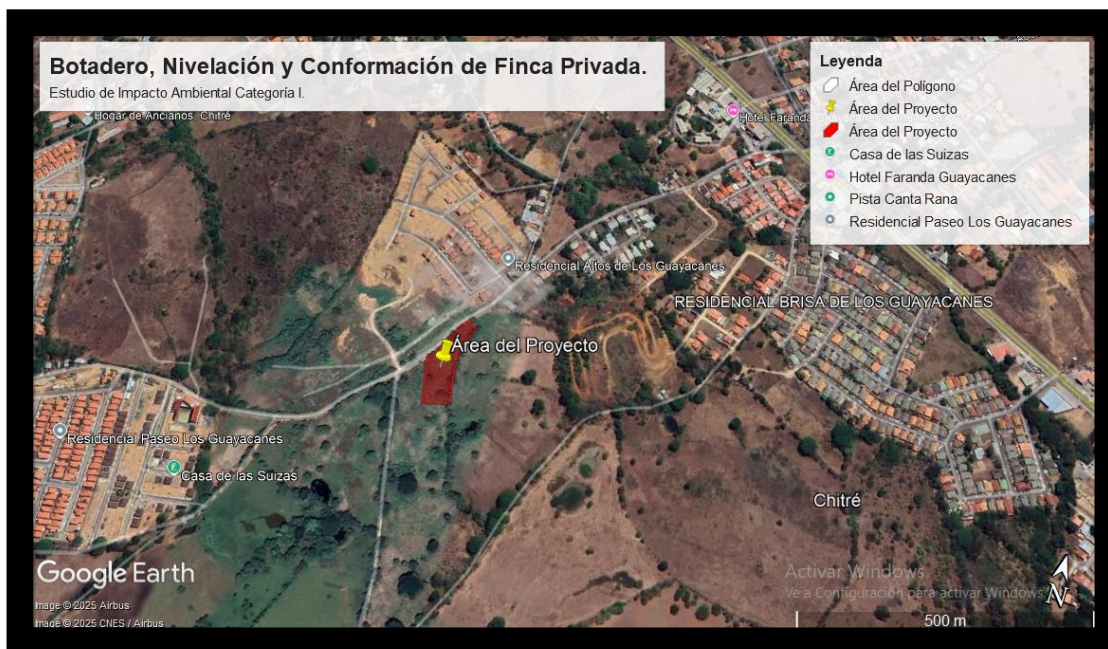 Botadero, Nivelación y Conformación de Finca Privada.
Estudio de Impacto Ambiental Categoría I.
Leyenda
Área del Polígono
Área del Proyecto
Área del Proyecto
Casa de las Suizas
Hotel Faranda Guayacanes
Pista Canta Rana
Residencial Paseo Los Guayacanes
Hogar de Ancianos, Chitré
Hotel Faranda
Residencial Altos de Los Guayacanes
RESIDENCIAL BRISA DE LOS GUAYACANES
Área del Proyecto
Residencial Paseo Los Guayacanes
Casa de las Suizas
Chitré
Google Earth
Activar Windows
Ve a Configuración para activar Windows.
N
Image © 2025 Airbus
Image © 2025 CNES / Airbus
500 m